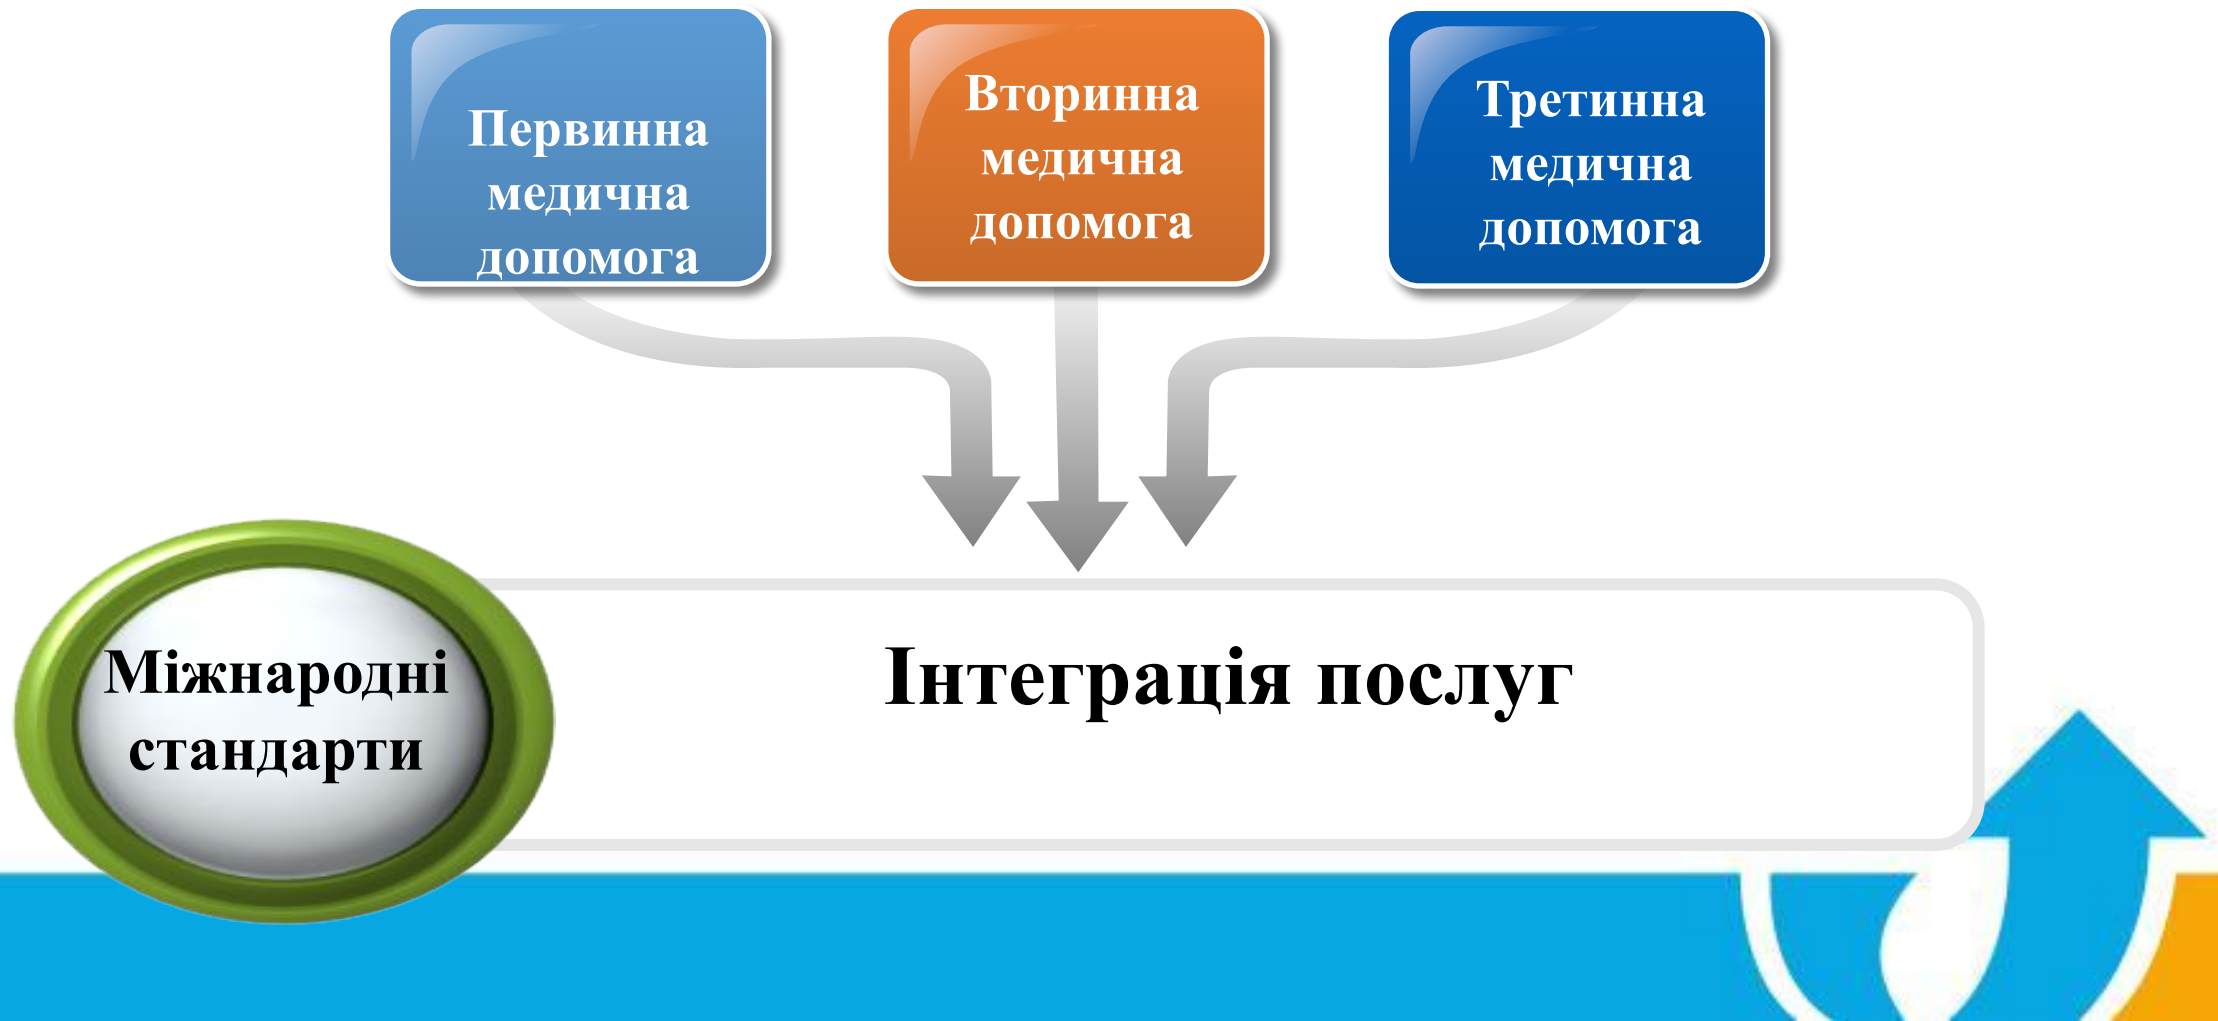 Первинна
медична
допомога
Вторинна
медична
допомога
Третинна
медична
допомога
Міжнародні
стандарти
Інтеграція послуг